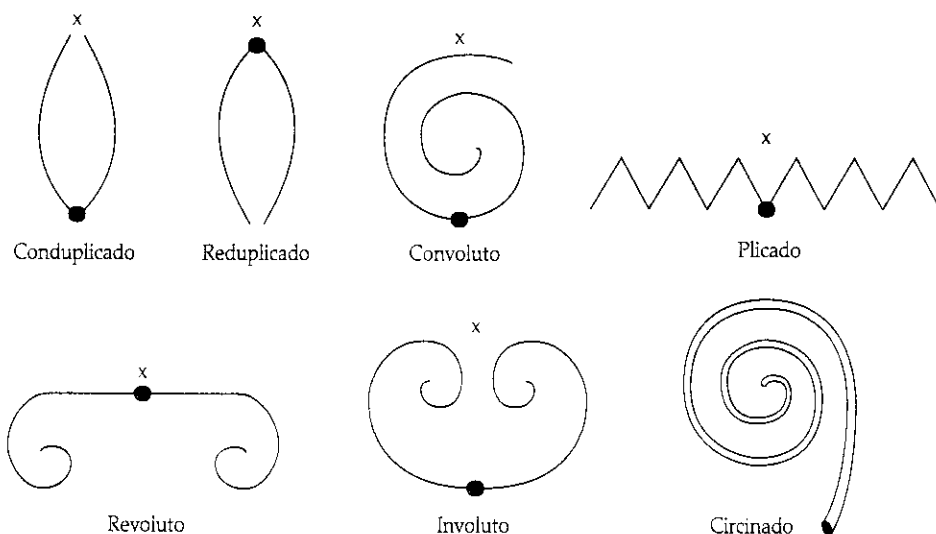 x
x
x
x
Conduplicado
Reduplicado
Convoluto
Plicado
x
x
Revoluto
Involuto
Circinado